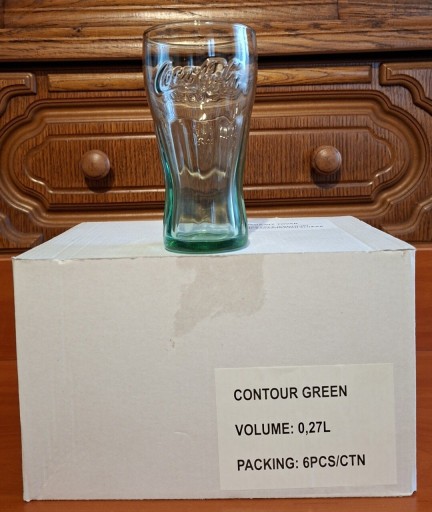 Coca-Cola
CONTOUR GREEN
VOLUME: 0,27L
PACKING: 6PCS/CTN